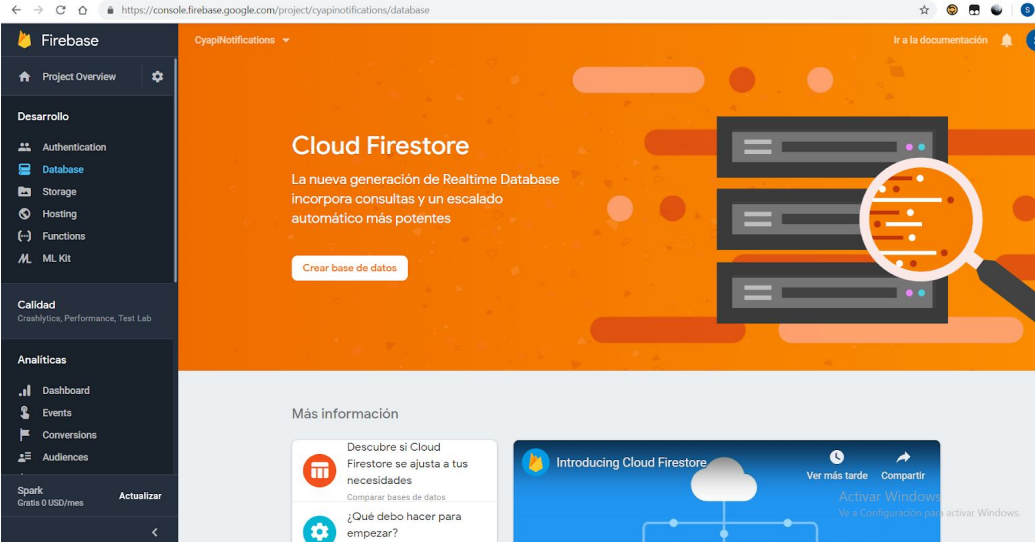 https://console.firebase.google.com/project/cyapinotifications/database
S
Firebase
CyapiNotifications
Ir a la documentación
Project Overview
Desarrollo
Authentication
Database
Storage
Hosting
Functions
ML Kit
Calidad
Crashlytics, Performance, Test Lab
Analíticas
Dashboard
Events
Conversions
Audiences
Spark
Gratis 0 USD/mes
Actualizar
Cloud Firestore
La nueva generación de Realtime Database
incorpora consultas y un escalado
automático más potentes
Crear base de datos
Más información
Descubre si Cloud
Firestore se ajusta a tus
necesidades
Comparar bases de datos
¿Qué debo hacer para
empezar?
Introducing Cloud Firestore
Ver más tarde
Compartir
Activar Windows
Ve a Configuración para activar Windows.